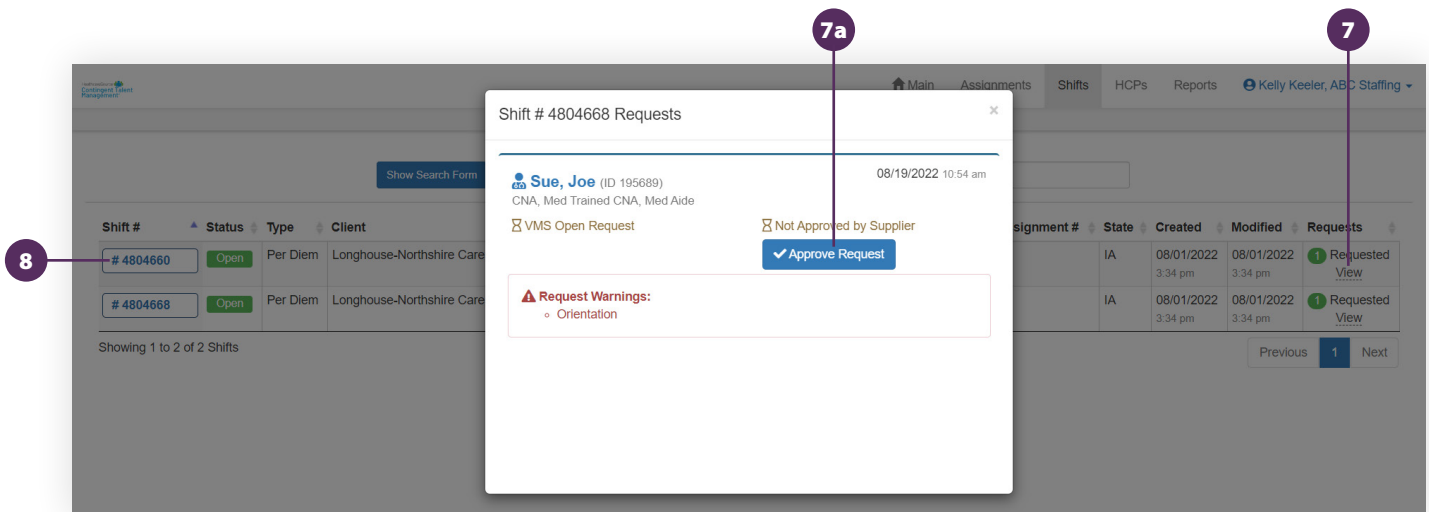 7a
7
Contingent Talent
Management
Main Assignments Shifts HCPs Reports Kelly Keeler, ABC Staffing
Shift # 4804668 Requests ×
Show Search Form
Sue, Joe (ID 195689) 08/19/2022 10:54 am
CNA, Med Trained CNA, Med Aide
VMS Open Request Not Approved by Supplier
Approve Request
Request Warnings:
Orientation
Shift # Status Type Client signment # State Created Modified Requests
8
# 4804660 Open Per Diem Longhouse-Northshire Care IA 08/01/2022 08/01/2022 1 Requested
3:34 pm 3:34 pm View
# 4804668 Open Per Diem Longhouse-Northshire Care IA 08/01/2022 08/01/2022 1 Requested
3:34 pm 3:34 pm View
Showing 1 to 2 of 2 Shifts
Previous 1 Next